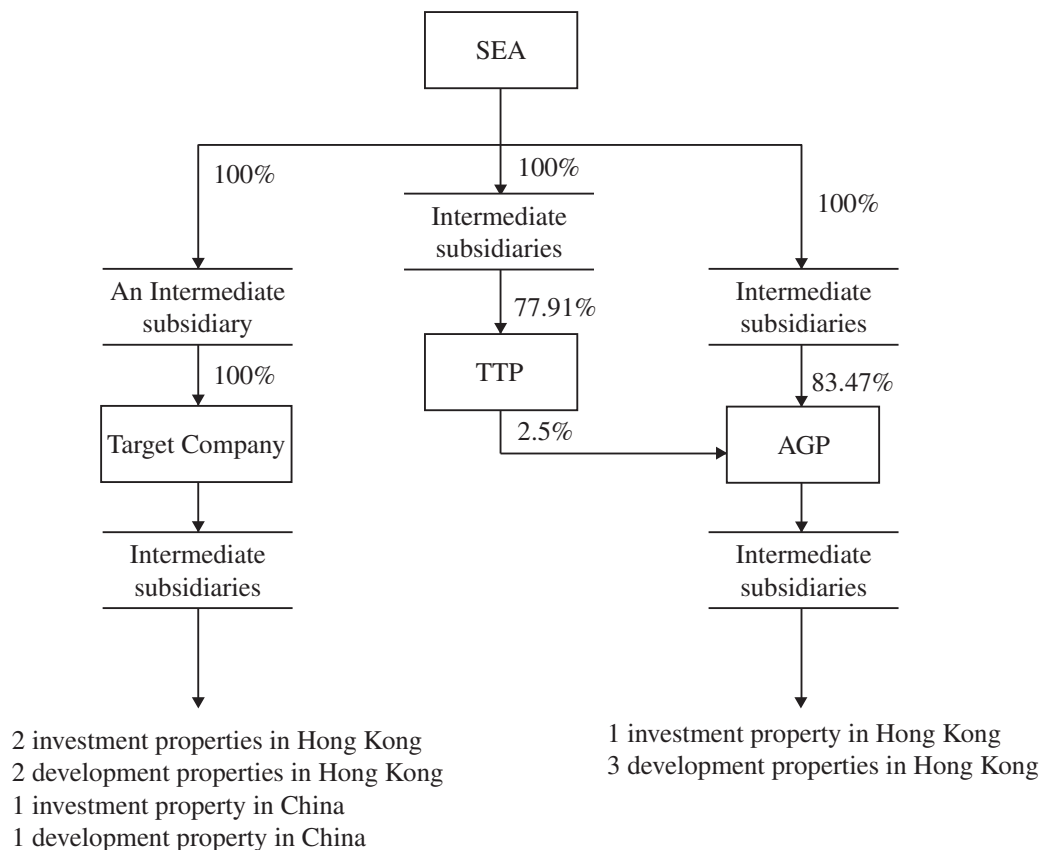 SEA
100%
100%
100%
Intermediate
subsidiaries
An Intermediate
subsidiary
Intermediate
subsidiaries
77.91%
TTP
100%
83.47%
2.5%
Target Company
AGP
Intermediate
subsidiaries
Intermediate
subsidiaries
2 investment properties in Hong Kong
2 development properties in Hong Kong
1 investment property in China
1 development property in China
1 investment property in Hong Kong
3 development properties in Hong Kong